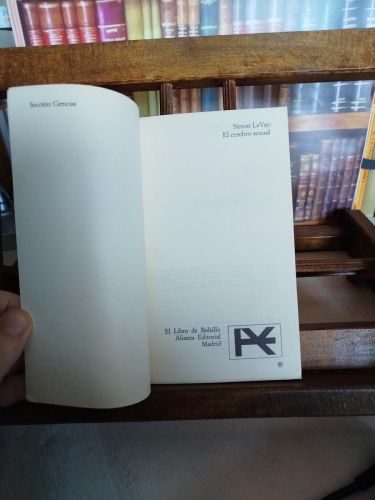 Sección: Ciencias
Simon LeVay:
El cerebro sexual
El Libro de Bolsillo
Alianza Editorial
Madrid
®